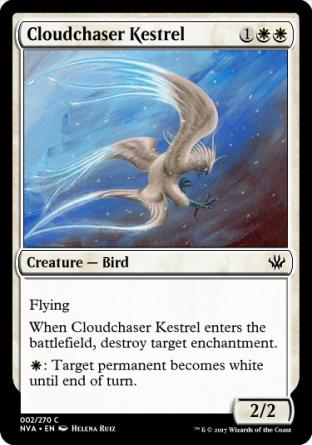 Cloudchaser Kestrel 1
Creature — Bird
Flying
When Cloudchaser Kestrel enters the
battlefield, destroy target enchantment.
: Target permanent becomes white
until end of turn.
2/2
002/270 C
NVA • EN Helena Ruiz
™ & © 2017 Wizards of the Coast